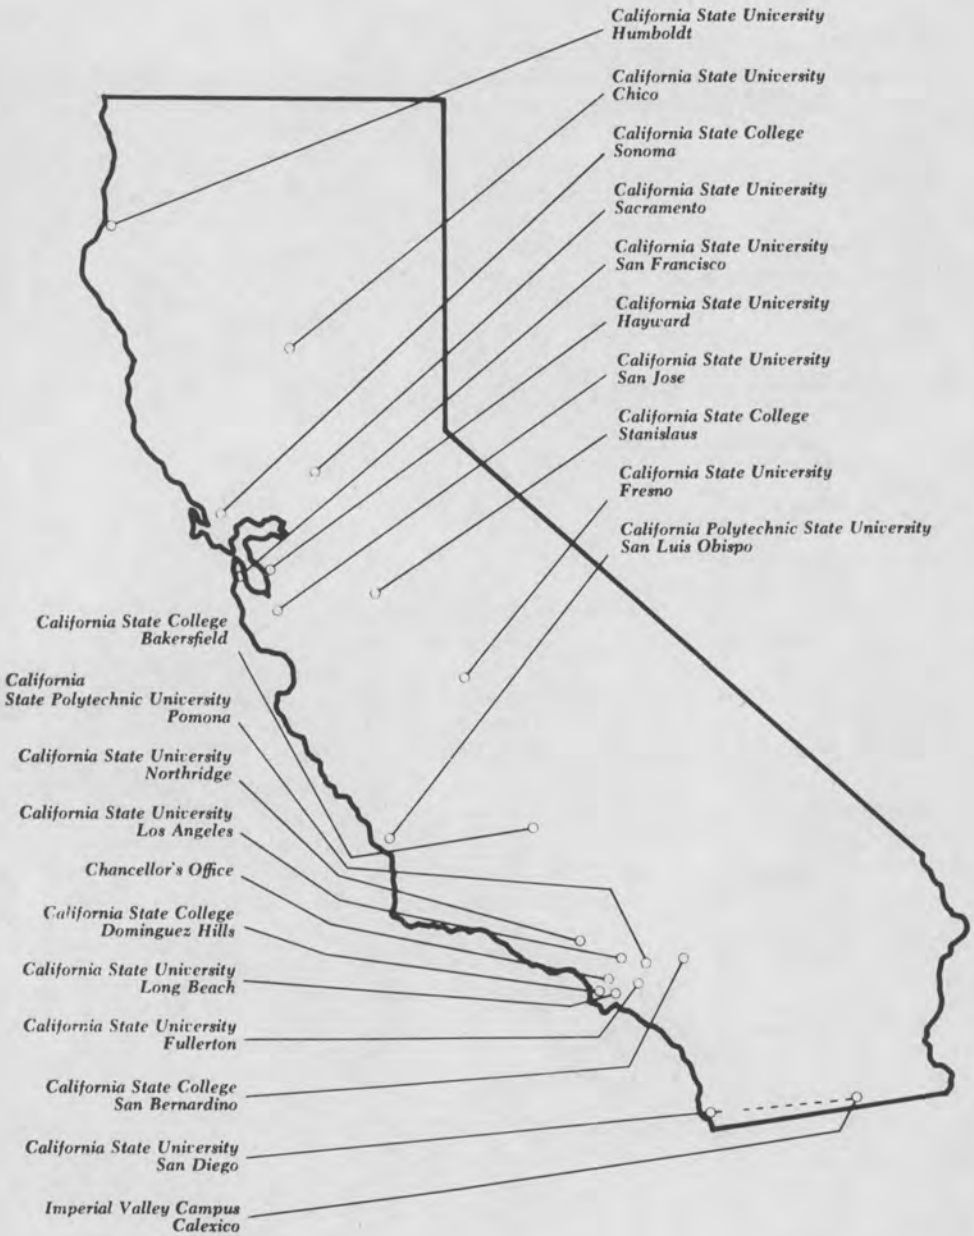 California State University
Humboldt
California State University
Chico
California State College
Sonoma
California State University
Sacramento
California State University
San Francisco
California State University
Hayward
California State University
San Jose
California State College
Stanislaus
California State University
Fresno
California Polytechnic State University
San Luis Obispo
California State College
Bakersfield
California
State Polytechnic University
Pomona
California State University
Northridge
California State University
Los Angeles
Chancellor's Office
California State College
Dominguez Hills
California State University
Long Beach
California State University
Fullerton
California State College
San Bernardino
California State University
San Diego
Imperial Valley Campus
Calexico